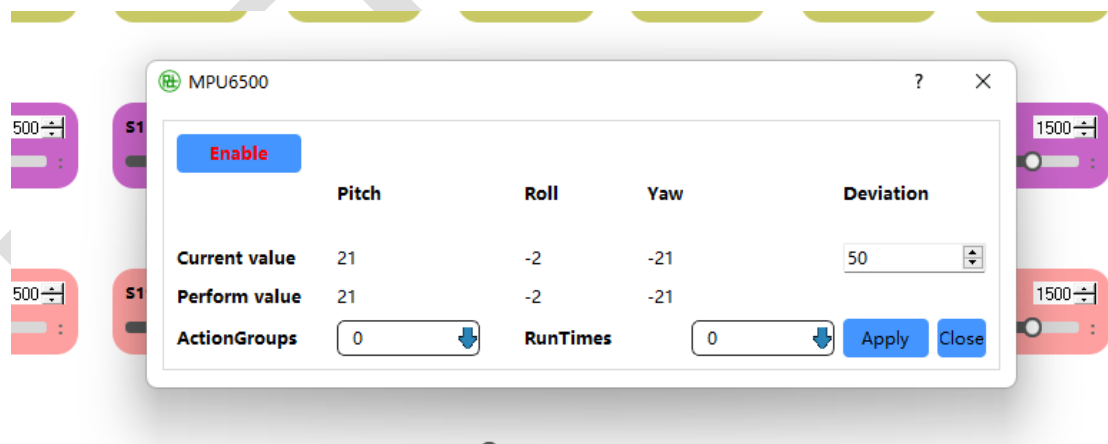 MPU6500 ?
500 S1 1500
Enable
Pitch Roll Yaw Deviation
Current value 21 -2 -21 50
500 S1 1500
Perform value 21 -2 -21
ActionGroups 0 RunTimes 0 Apply Close